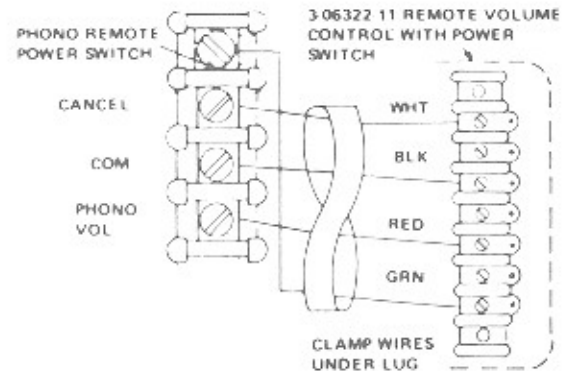 PHONO REMOTE
POWER SWITCH
CANCEL
COM
PHONO
VOL
3-06322-11 REMOTE VOLUME
CONTROL WITH POWER
SWITCH
WHT
BLK
RED
GRN
CLAMP WIRES
UNDER LUG